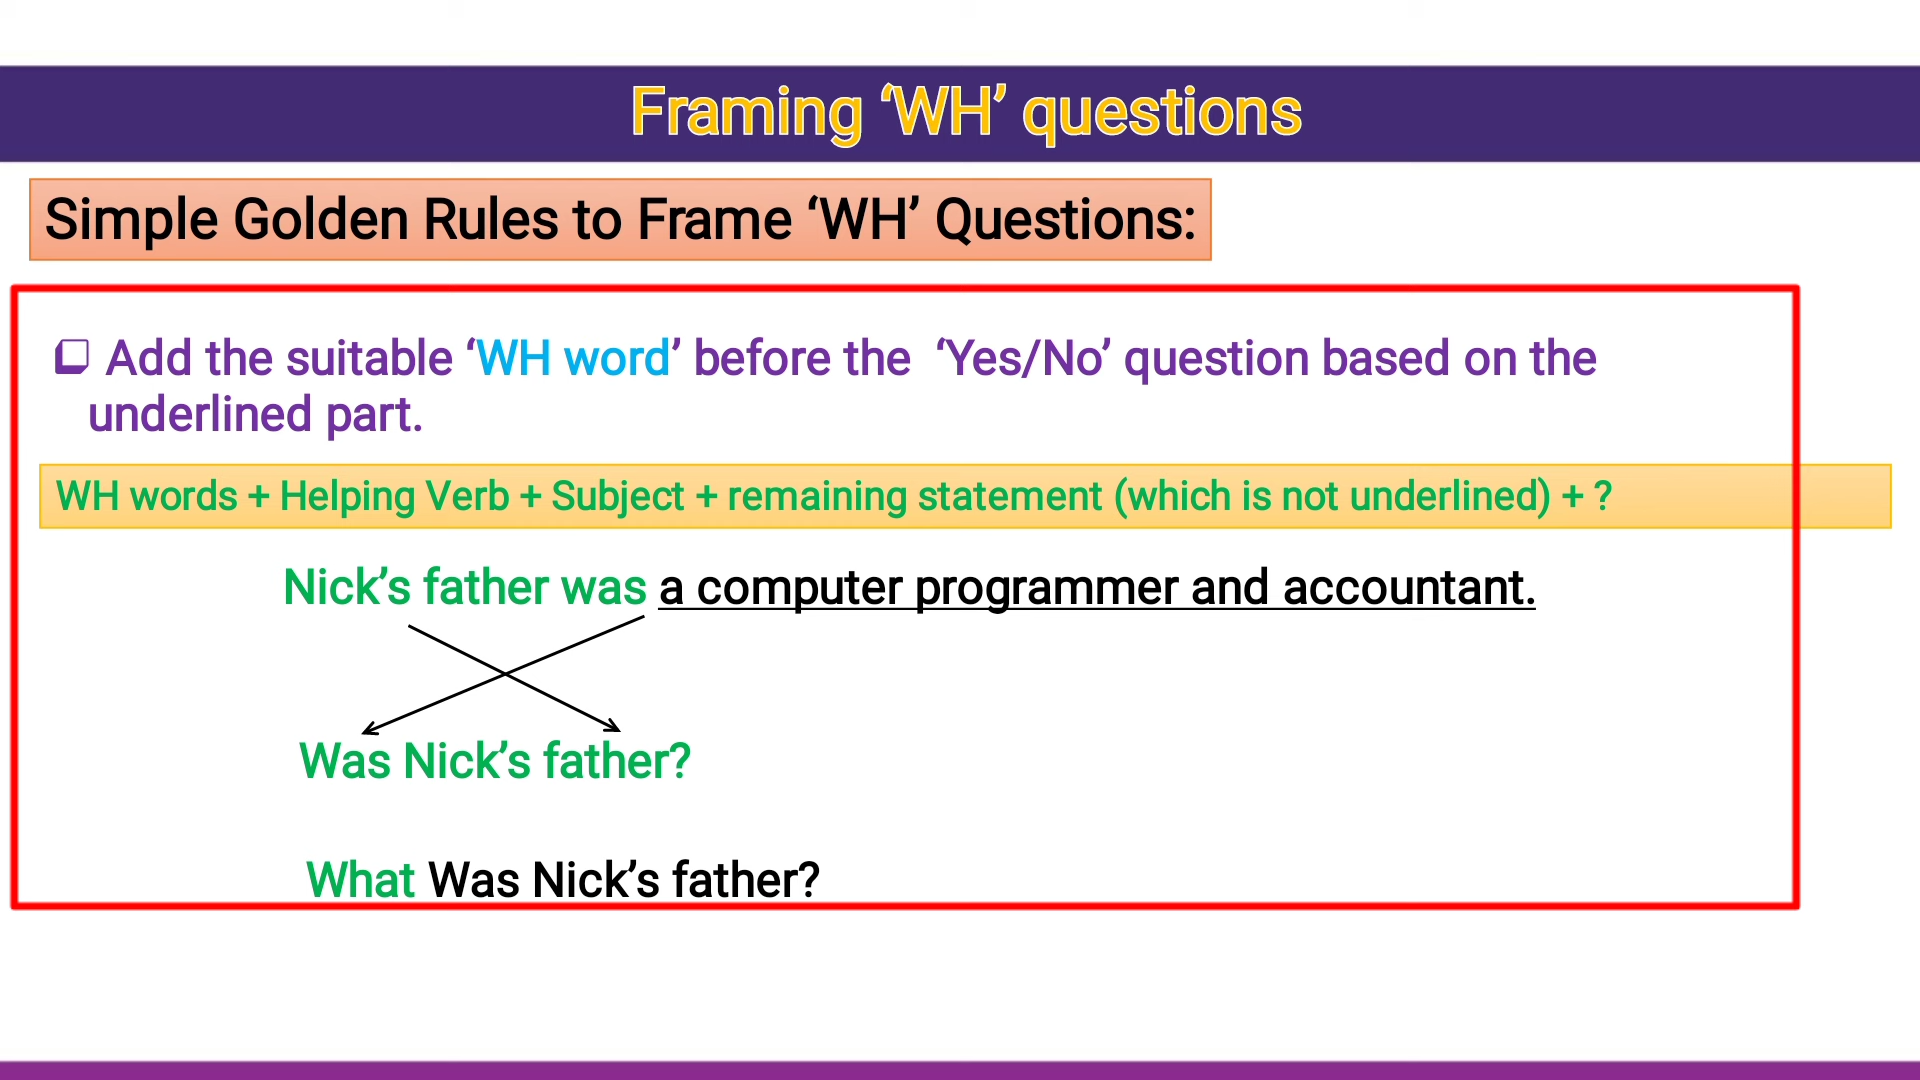 Framing ‘WH’ questions
Simple Golden Rules to Frame ‘WH’ Questions:
❑ Add the suitable ‘WH word’ before the ‘Yes/No’ question based on the
underlined part.
WH words + Helping Verb + Subject + remaining statement (which is not underlined) + ?
Nick’s father was a computer programmer and accountant.
Was Nick’s father?
What Was Nick’s father?